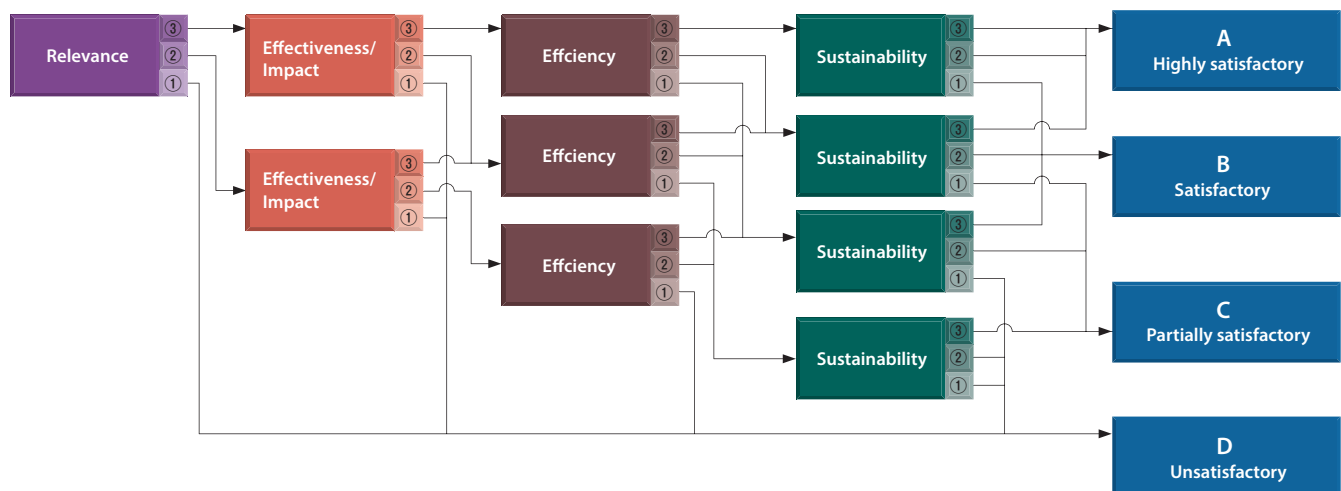 Relevance
③
②
①
Effectiveness/
Impact
③
②
①
Effectiveness/
Impact
③
②
①
Effciency
③
②
①
Effciency
③
②
①
Effciency
③
②
①
Sustainability
③
②
①
Sustainability
③
②
①
Sustainability
③
②
①
Sustainability
③
②
①
A
Highly satisfactory
B
Satisfactory
C
Partially satisfactory
D
Unsatisfactory